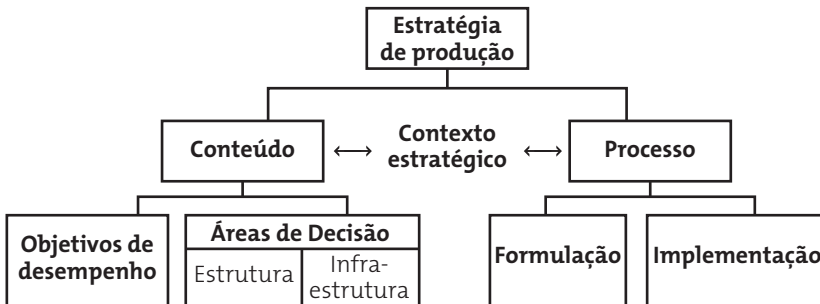 Estratégia
de produção
Conteúdo
Contexto
estratégico
Processo
Objetivos de
desempenho
Áreas de Decisão
Estrutura
Infra-
estrutura
Formulação
Implementação